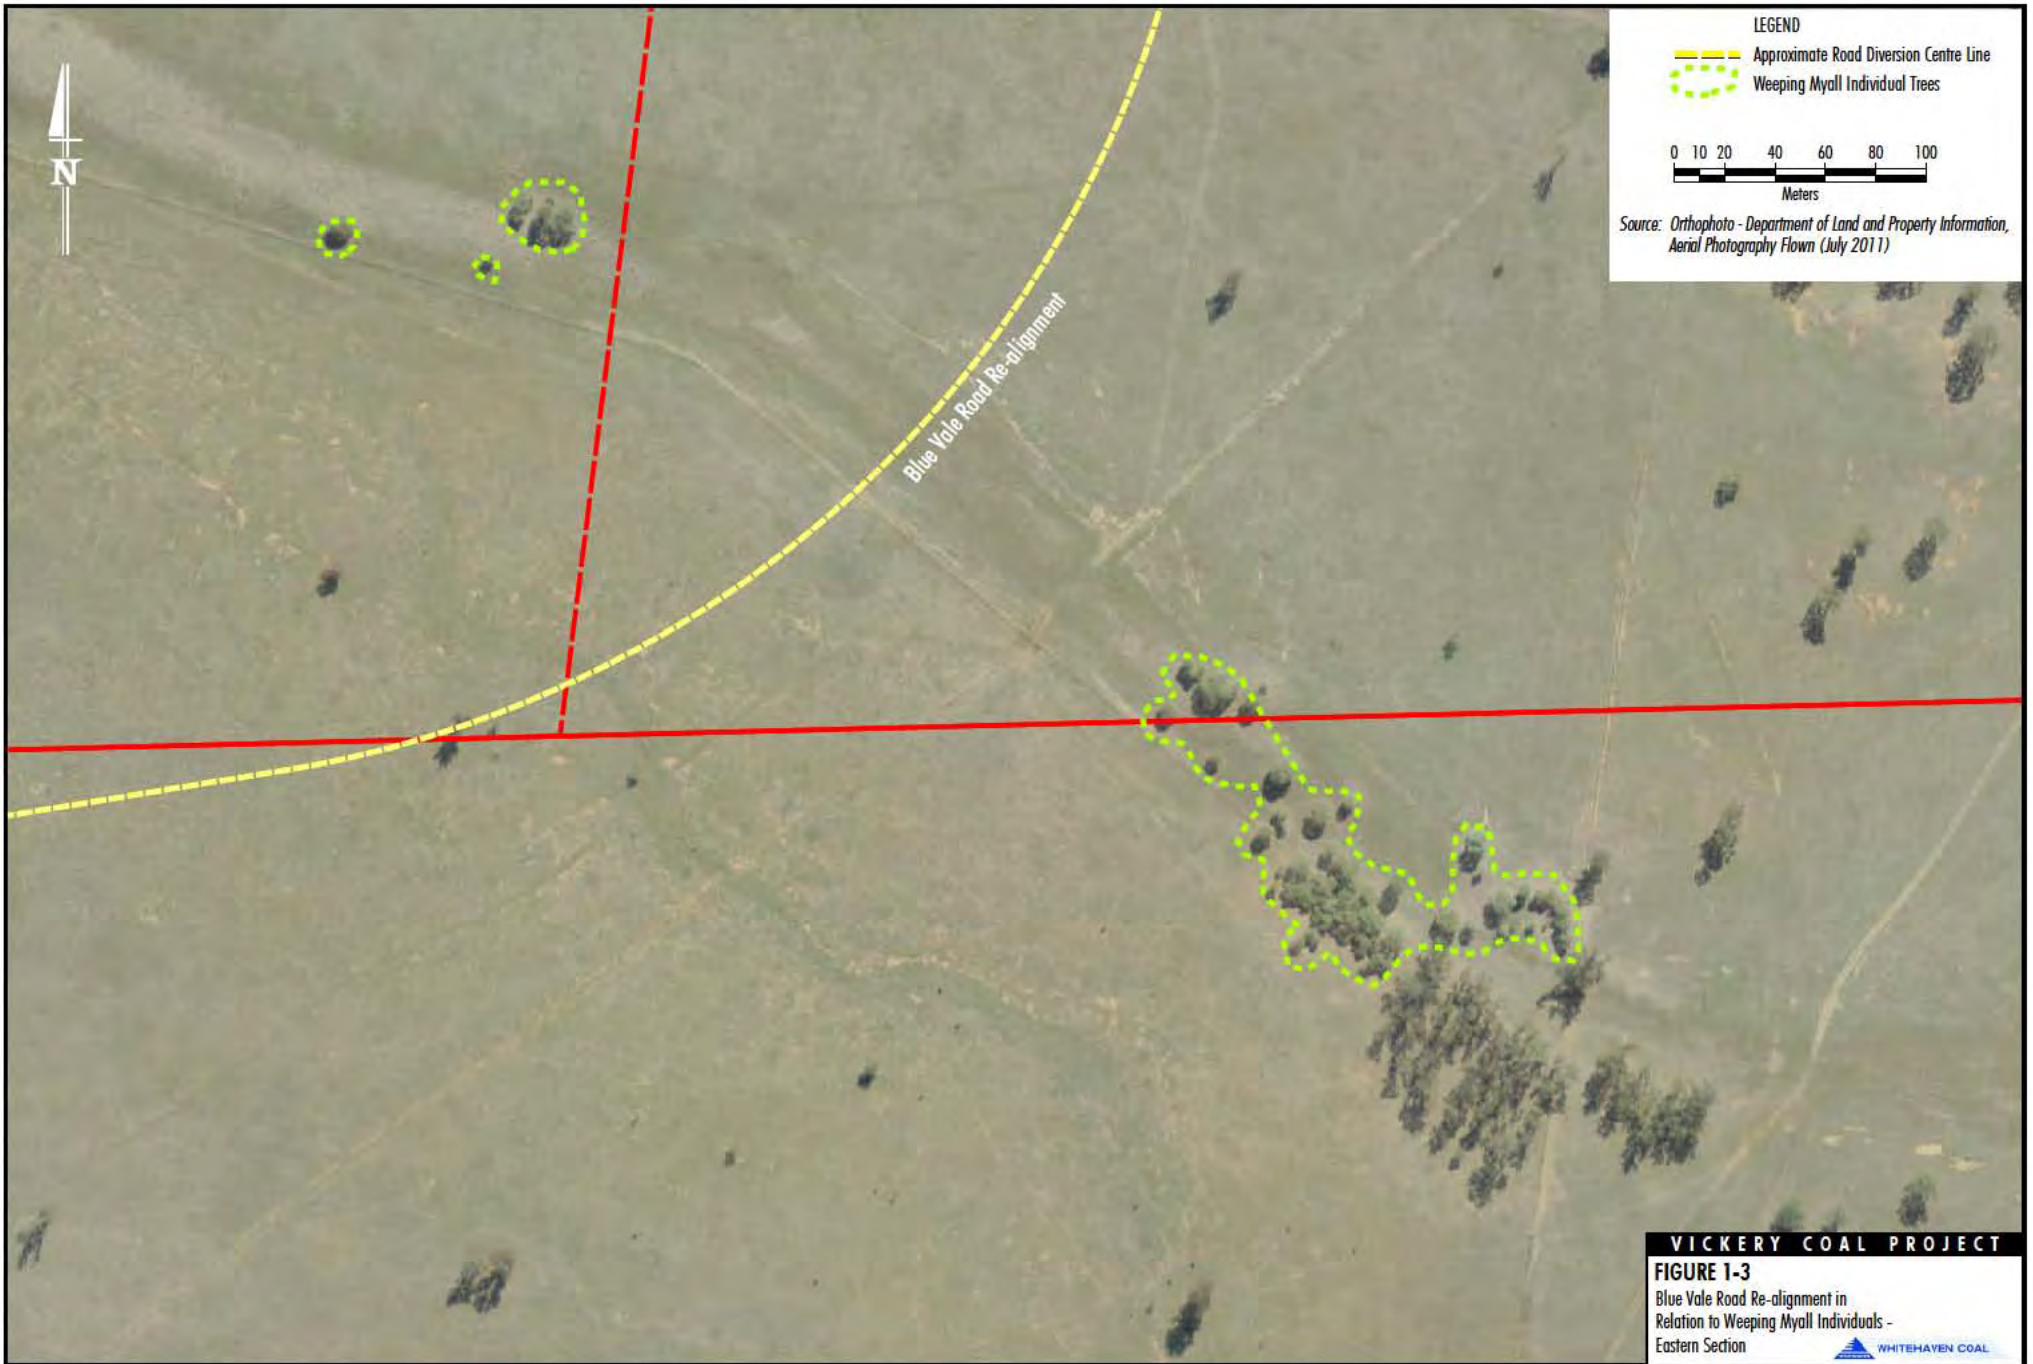 LEGEND
Approximate Road Diversion Centre Line
Weeping Myall Individual Trees
0 10 20 40 60 80 100
Meters
Source: Orthophoto - Department of Land and Property Information,
Aerial Photography Flown (July 2011)
N
Blue Vale Road Re-alignment
VICKERY COAL PROJECT
FIGURE 1-3
Blue Vale Road Re-alignment in
Relation to Weeping Myall Individuals -
Eastern Section
WHITEHAVEN COAL